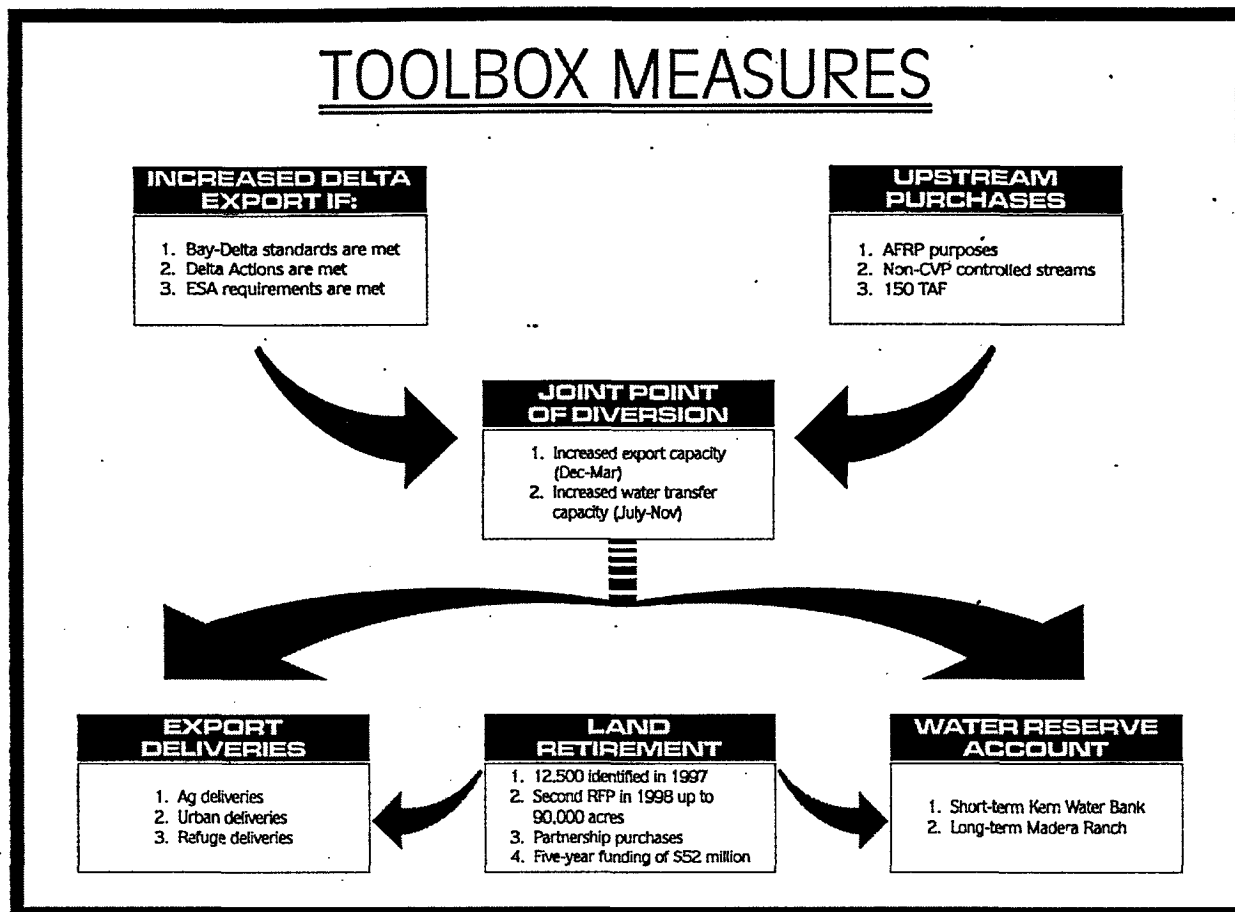 TOOLBOX MEASURES
INCREASED DELTA
EXPORT IF:
1. Bay-Delta standards are met
2. Delta Actions are met
3. ESA requirements are met
UPSTREAM
PURCHASES
1. AFRP purposes
2. Non-CVP controlled streams
3. 150 TAF
JOINT POINT
OF DIVERSION
1. Increased export capacity
(Dec-Mar)
2. Increased water transfer
capacity (July-Nov)
EXPORT
DELIVERIES
1. Ag deliveries
2. Urban deliveries
3. Refuge deliveries
LAND
RETIREMENT
1. 12,500 identified in 1997
2. Second RFP in 1998 up to
90,000 acres
3. Partnership purchases
4. Five-year funding of $52 million
WATER RESERVE
ACCOUNT
1. Short-term Kern Water Bank
2. Long-term Madera Ranch